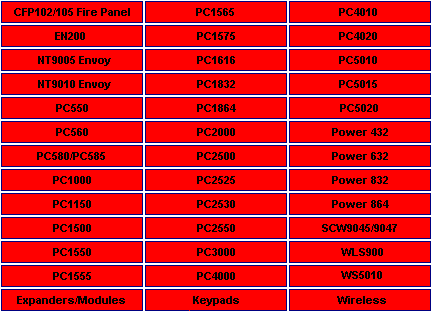 CFP102/105 Fire Panel PC1565 PC4010
EN200 PC1575 PC4020
NT9005 Envoy PC1616 PC5010
NT9010 Envoy PC1832 PC5015
PC550 PC1864 PC5020
PC560 PC2000 Power 432
PC580/PC585 PC2500 Power 632
PC1000 PC2525 Power 832
PC1150 PC2530 Power 864
PC1500 PC2550 SCW9045/9047
PC1550 PC3000 WLS900
PC1555 PC4000 WS5010
Expanders/Modules Keypads Wireless